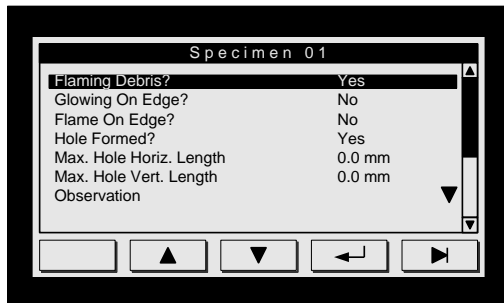 Specimen 01
Flaming Debris? Yes
Glowing On Edge? No
Flame On Edge? No
Hole Formed? Yes
Max. Hole Horiz. Length 0.0 mm
Max. Hole Vert. Length 0.0 mm
Observation